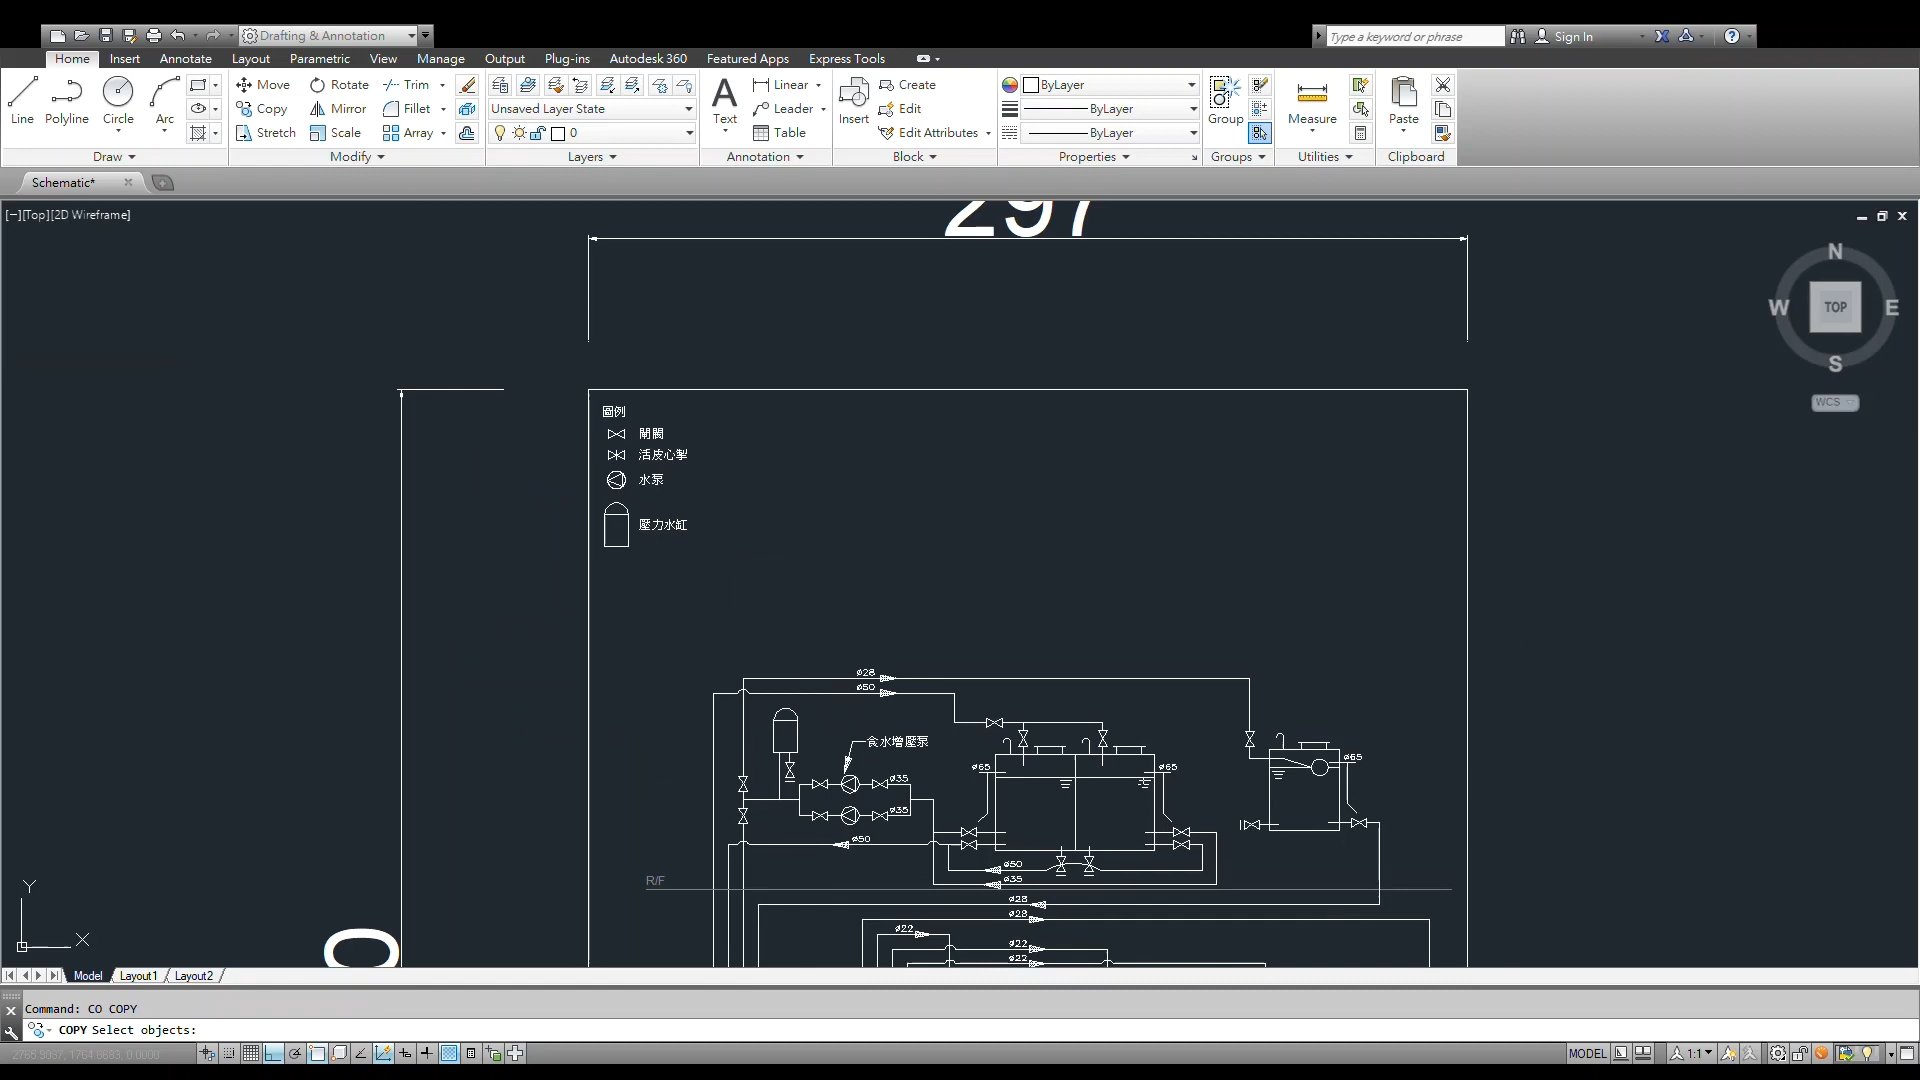 Drafting & Annotation
Type a keyword or phrase
Sign In
Home Insert Annotate Layout Parametric View Manage Output Plug-ins Autodesk 360 Featured Apps Express Tools
Line Polyline Circle Arc
Move Rotate Trim
Copy Mirror Fillet
Stretch Scale Array
Unsaved Layer State
0
Text
Linear
Leader
Table
Insert
Create
Edit
Edit Attributes
ByLayer
ByLayer
ByLayer
Group
Measure
Paste
Draw Modify Layers Annotation Block Properties Groups Utilities Clipboard
Schematic*
[−][Top][2D Wireframe]
297
N
W TOP E
S
WCS
圖例
閘閥
活皮心掣
水泵
壓力水缸
ø28
ø50
食水增壓泵
ø65 ø65 ø65
ø35
ø35
ø50
ø50
ø35
R/F
ø28
ø28
ø22
ø22
ø22
Y
X
0
Model Layout1 Layout2
Command: CO COPY
COPY Select objects:
MODEL
1:1